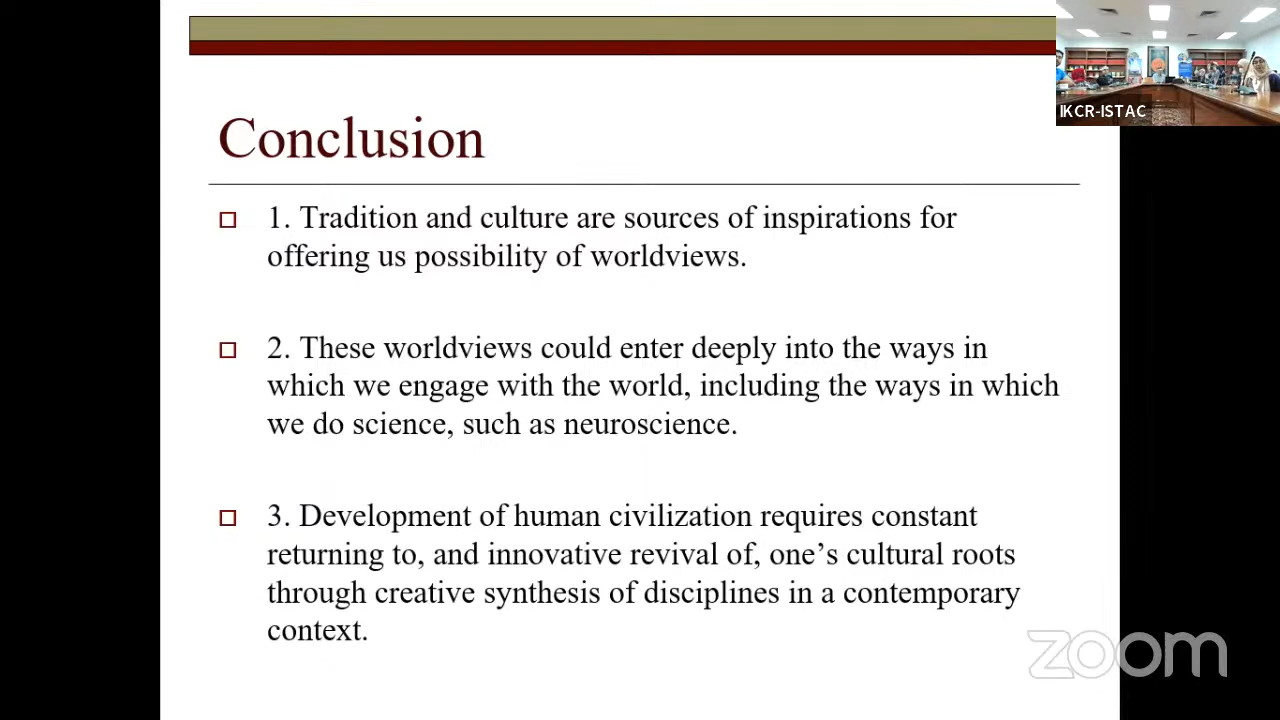 IKCR-ISTAC
Conclusion
1. Tradition and culture are sources of inspirations for
offering us possibility of worldviews.
2. These worldviews could enter deeply into the ways in
which we engage with the world, including the ways in which
we do science, such as neuroscience.
3. Development of human civilization requires constant
returning to, and innovative revival of, one’s cultural roots
through creative synthesis of disciplines in a contemporary
context.
zoom